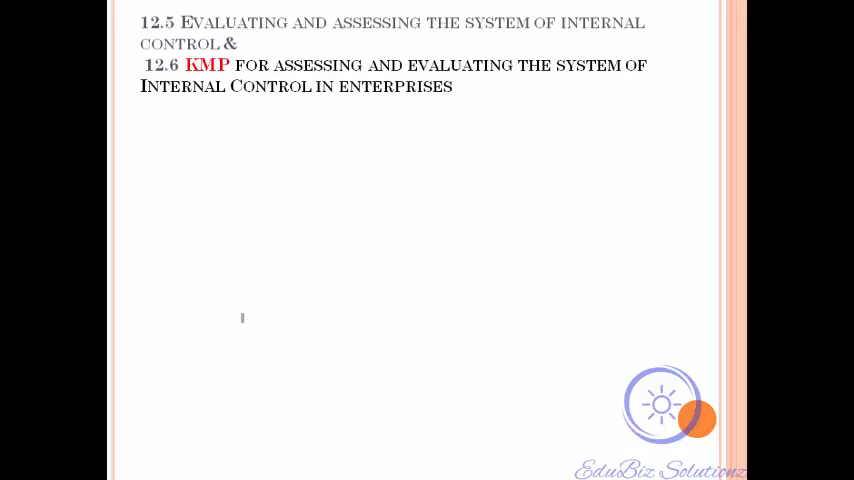 12.5 Evaluating and assessing the system of internal
control &
12.6 KMP for assessing and evaluating the system of
Internal Control in enterprises
EduBiz Solutionz